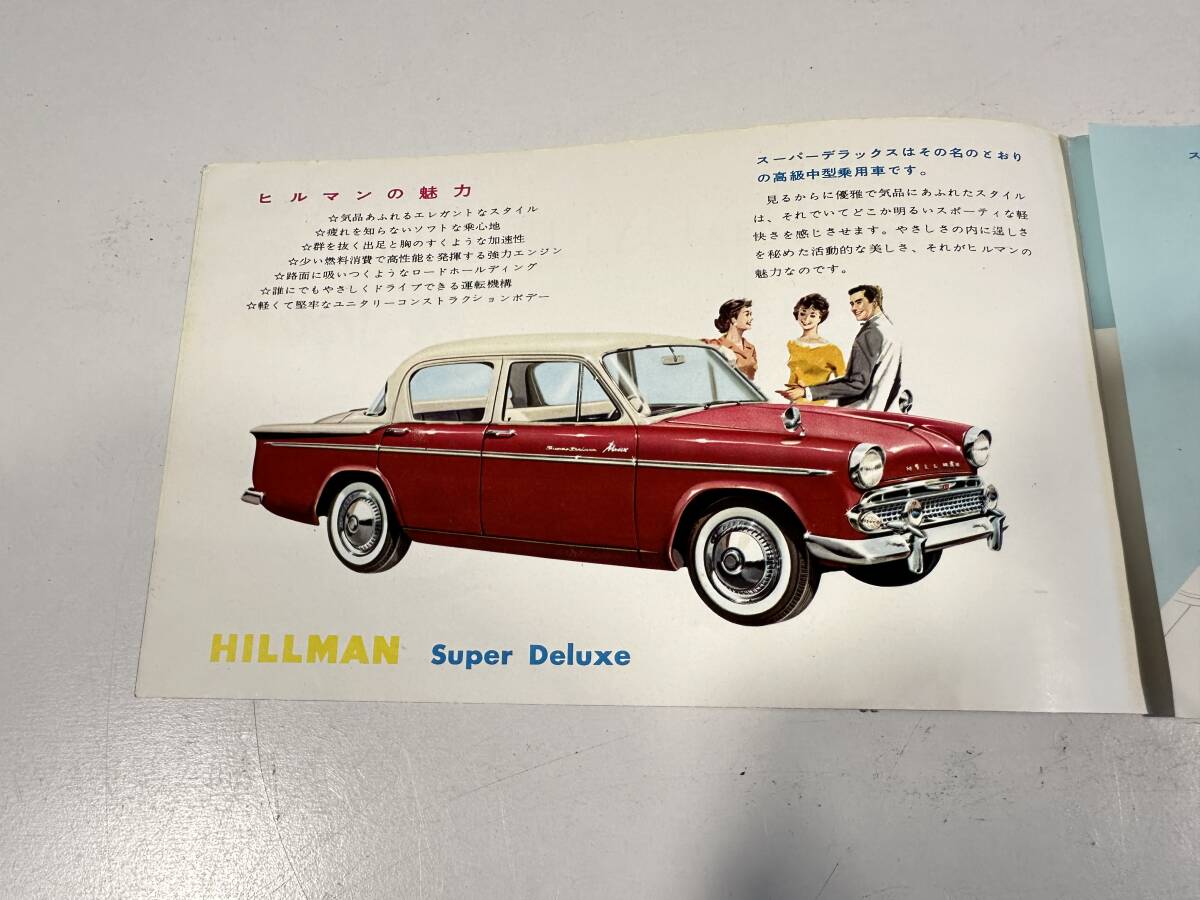 ヒルマンの魅力
☆気品あふれるエレガントなスタイル
☆疲れを知らないソフトな乗心地
☆群を抜く出足と胸のすくような加速性
☆少い燃料消費で高性能を発揮する強力エンジン
☆路面に吸いつくようなロードホールディング
☆誰にでもやさしくドライブできる運転機構
☆軽くて堅牢なユニタリーコンストラクションボデー
スーパーデラックスはその名のとおり
の高級中型乗用車です。
見るからに優雅で気品にあふれたスタイル
は、それでいてどこか明るいスポーティな軽
快さを感じさせます。やさしさの内に逞しさ
を秘めた活動的な美しさ、それがヒルマンの
魅力なのです。
Minx
HILLMAN
HILLMAN Super Deluxe
ス